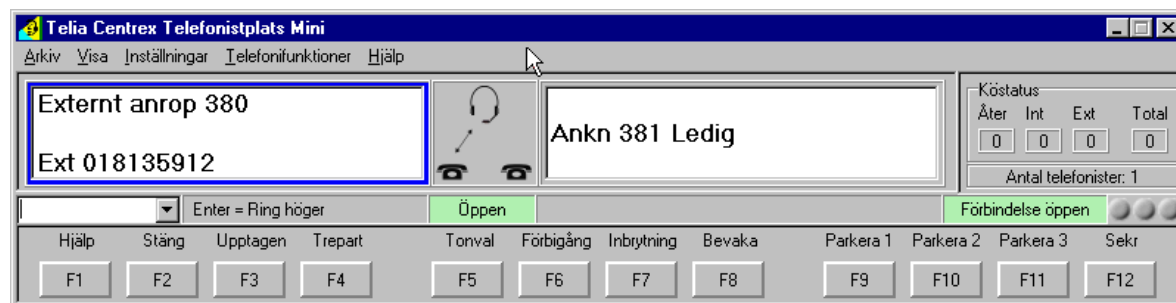 Telia Centrex Telefonistplats Mini
Arkiv Visa Inställningar Telefonifunktioner Hjälp
Externt anrop 380
Ext 018135912
Ankn 381 Ledig
Köstatus
Åter Int Ext Total
0 0 0 0
Antal telefonister: 1
Enter = Ring höger
Öppen
Förbindelse öppen
Hjälp Stäng Upptagen Trepart Tonval Förbigång Inbrytning Bevaka Parkera 1 Parkera 2 Parkera 3 Sekr
F1 F2 F3 F4 F5 F6 F7 F8 F9 F10 F11 F12